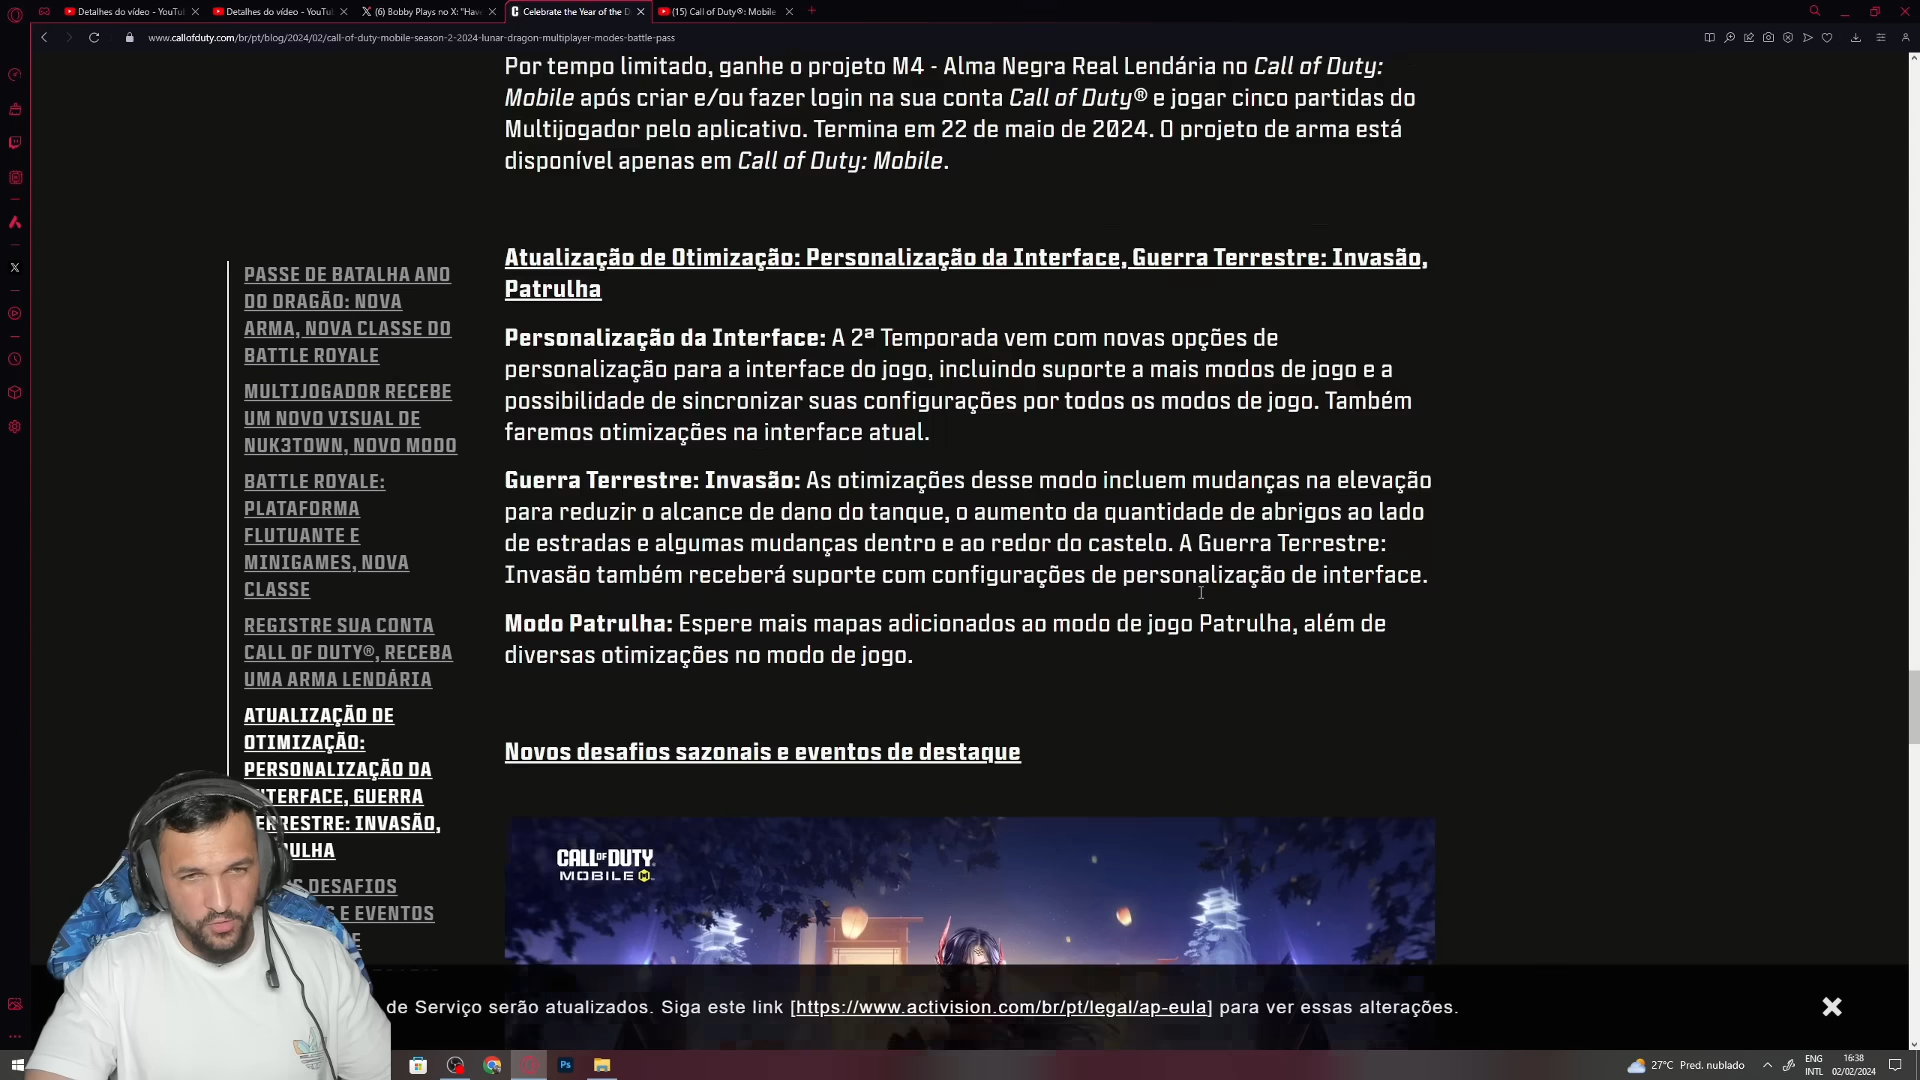 Detalhes do vídeo - YouTu
Detalhes do vídeo - YouTu
(6) Bobby Plays no X: "Hav
Celebrate the Year of the D
(15) Call of Duty®: Mobile
www.callofduty.com/br/pt/blog/2024/02/call-of-duty-mobile-season-2-2024-lunar-dragon-multiplayer-modes-battle-pass
Por tempo limitado, ganhe o projeto M4 - Alma Negra Real Lendária no Call of Duty:
Mobile após criar e/ou fazer login na sua conta Call of Duty® e jogar cinco partidas do
Multijogador pelo aplicativo. Termina em 22 de maio de 2024. O projeto de arma está
disponível apenas em Call of Duty: Mobile.
PASSE DE BATALHA ANO
DO DRAGÃO: NOVA
ARMA, NOVA CLASSE DO
BATTLE ROYALE
MULTIJOGADOR RECEBE
UM NOVO VISUAL DE
NUK3TOWN, NOVO MODO
BATTLE ROYALE:
PLATAFORMA
FLUTUANTE E
MINIGAMES, NOVA
CLASSE
REGISTRE SUA CONTA
CALL OF DUTY®, RECEBA
UMA ARMA LENDÁRIA
ATUALIZAÇÃO DE
OTIMIZAÇÃO:
PERSONALIZAÇÃO DA
NTERFACE, GUERRA
RRESTRE: INVASÃO,
ULHA
DESAFIOS
E EVENTOS
Atualização de Otimização: Personalização da Interface, Guerra Terrestre: Invasão,
Patrulha
Personalização da Interface: A 2ª Temporada vem com novas opções de
personalização para a interface do jogo, incluindo suporte a mais modos de jogo e a
possibilidade de sincronizar suas configurações por todos os modos de jogo. Também
faremos otimizações na interface atual.
Guerra Terrestre: Invasão: As otimizações desse modo incluem mudanças na elevação
para reduzir o alcance de dano do tanque, o aumento da quantidade de abrigos ao lado
de estradas e algumas mudanças dentro e ao redor do castelo. A Guerra Terrestre:
Invasão também receberá suporte com configurações de personalização de interface.
Modo Patrulha: Espere mais mapas adicionados ao modo de jogo Patrulha, além de
diversas otimizações no modo de jogo.
Novos desafios sazonais e eventos de destaque
CALL OF DUTY
MOBILE
de Serviço serão atualizados. Siga este link [https://www.activision.com/br/pt/legal/ap-eula] para ver essas alterações.
27°C Pred. nublado
ENG
INTL
16:38
02/02/2024